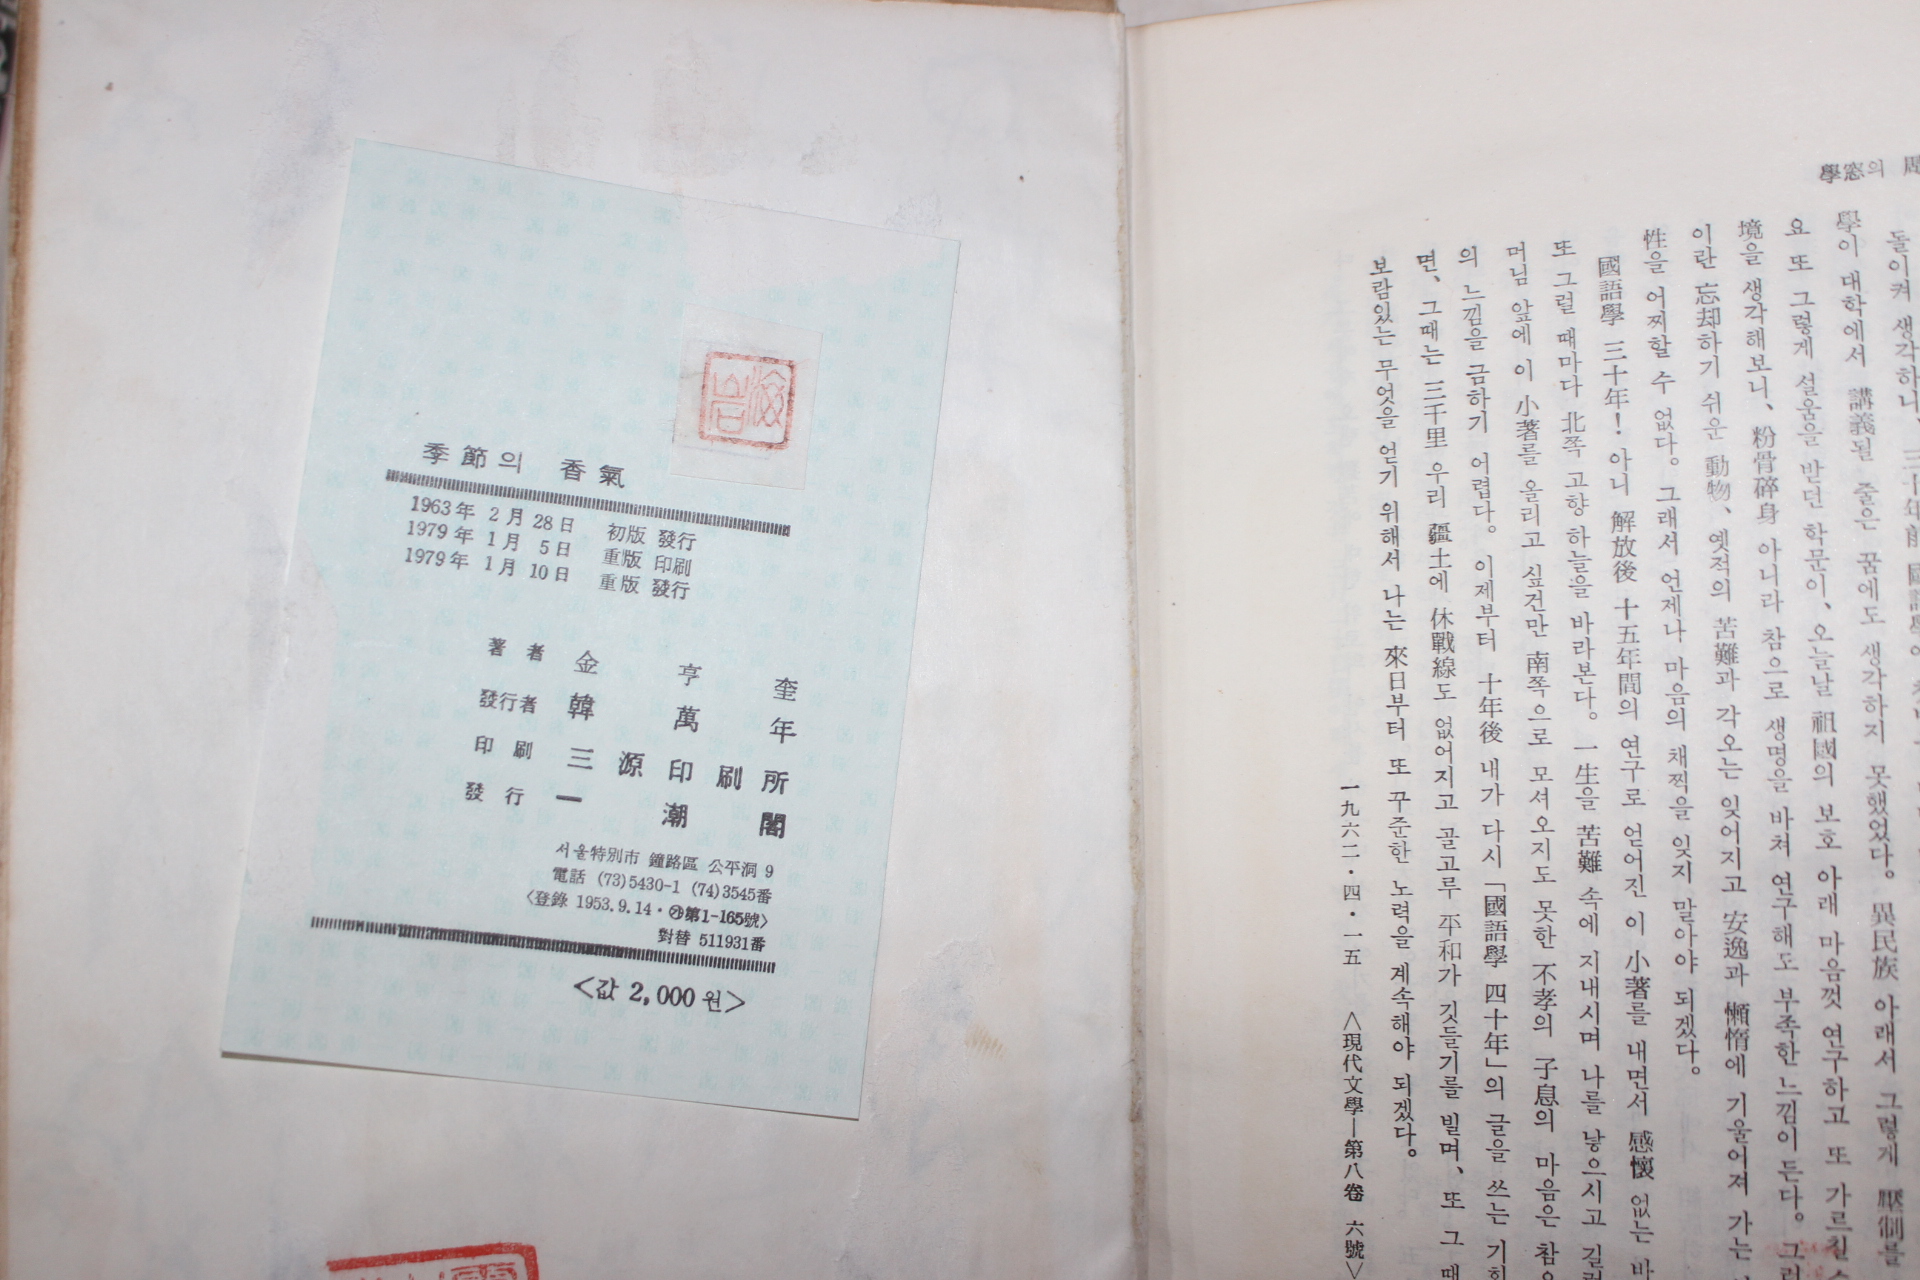 季節의 香氣
1963年 2月 28日 初版 發行
1979年 1月 5日 重版 印刷
1979年 1月 10日 重版 發行
著者 金亨奎
發行者 韓萬年
印刷 三源印刷所
發行 一潮閣
서울特別市 鐘路區 公平洞 9
電話 (73)5430-1 (74)3545番
〈登錄 1953.9.14・㉮第1-165號〉
對替 511931番
<값 2,000원>
學窓의
돌이켜 생각하니, 三十年前 國語學이
學이 대학에서 講義될 줄은 꿈에도 생각하지 못했었다。 異民族 아래서 그렇게 壓制를
요 또 그렇게 설움을 받던 학문이、오늘날 祖國의 보호 아래 마음껏 연구하고 또 가르칠
境을 생각해보니、粉骨碎身 아니라 참으로 생명을 바쳐 연구해도 부족한 느낌이 든다。 그러
이란 忘却하기 쉬운 動物、옛적의 苦難과 각오는 잊어지고 安逸과 懶惰에 기울어져 가는
性을 어찌할 수 없다。 그래서 언제나 마음의 채찍을 잊지 말아야 되겠다。
國語學 三十年! 아니 解放後 十五年間의 연구로 얻어진 이 小著를 내면서 感懷 없는 바
또 그럴 때마다 北쪽 고향 하늘을 바라본다。 一生을 苦難 속에 지내시며 나를 낳으시고 길러
머님 앞에 이 小著를 올리고 싶건만 南쪽으로 모셔오지도 못한 不孝의 子息의 마음은 참으
의 느낌을 금하기 어렵다。 이제부터 十年後 내가 다시 「國語學 四十年」의 글을 쓰는 기회
면、그때는 三千里 우리 疆土에 休戰線도 없어지고 골고루 平和가 깃들기를 빌며、또 그 때
보람있는 무엇을 얻기 위해서 나는 來日부터 또 꾸준한 노력을 계속해야 되겠다。
一九六二・四・一五 〈現代文學—第八卷 六號〉